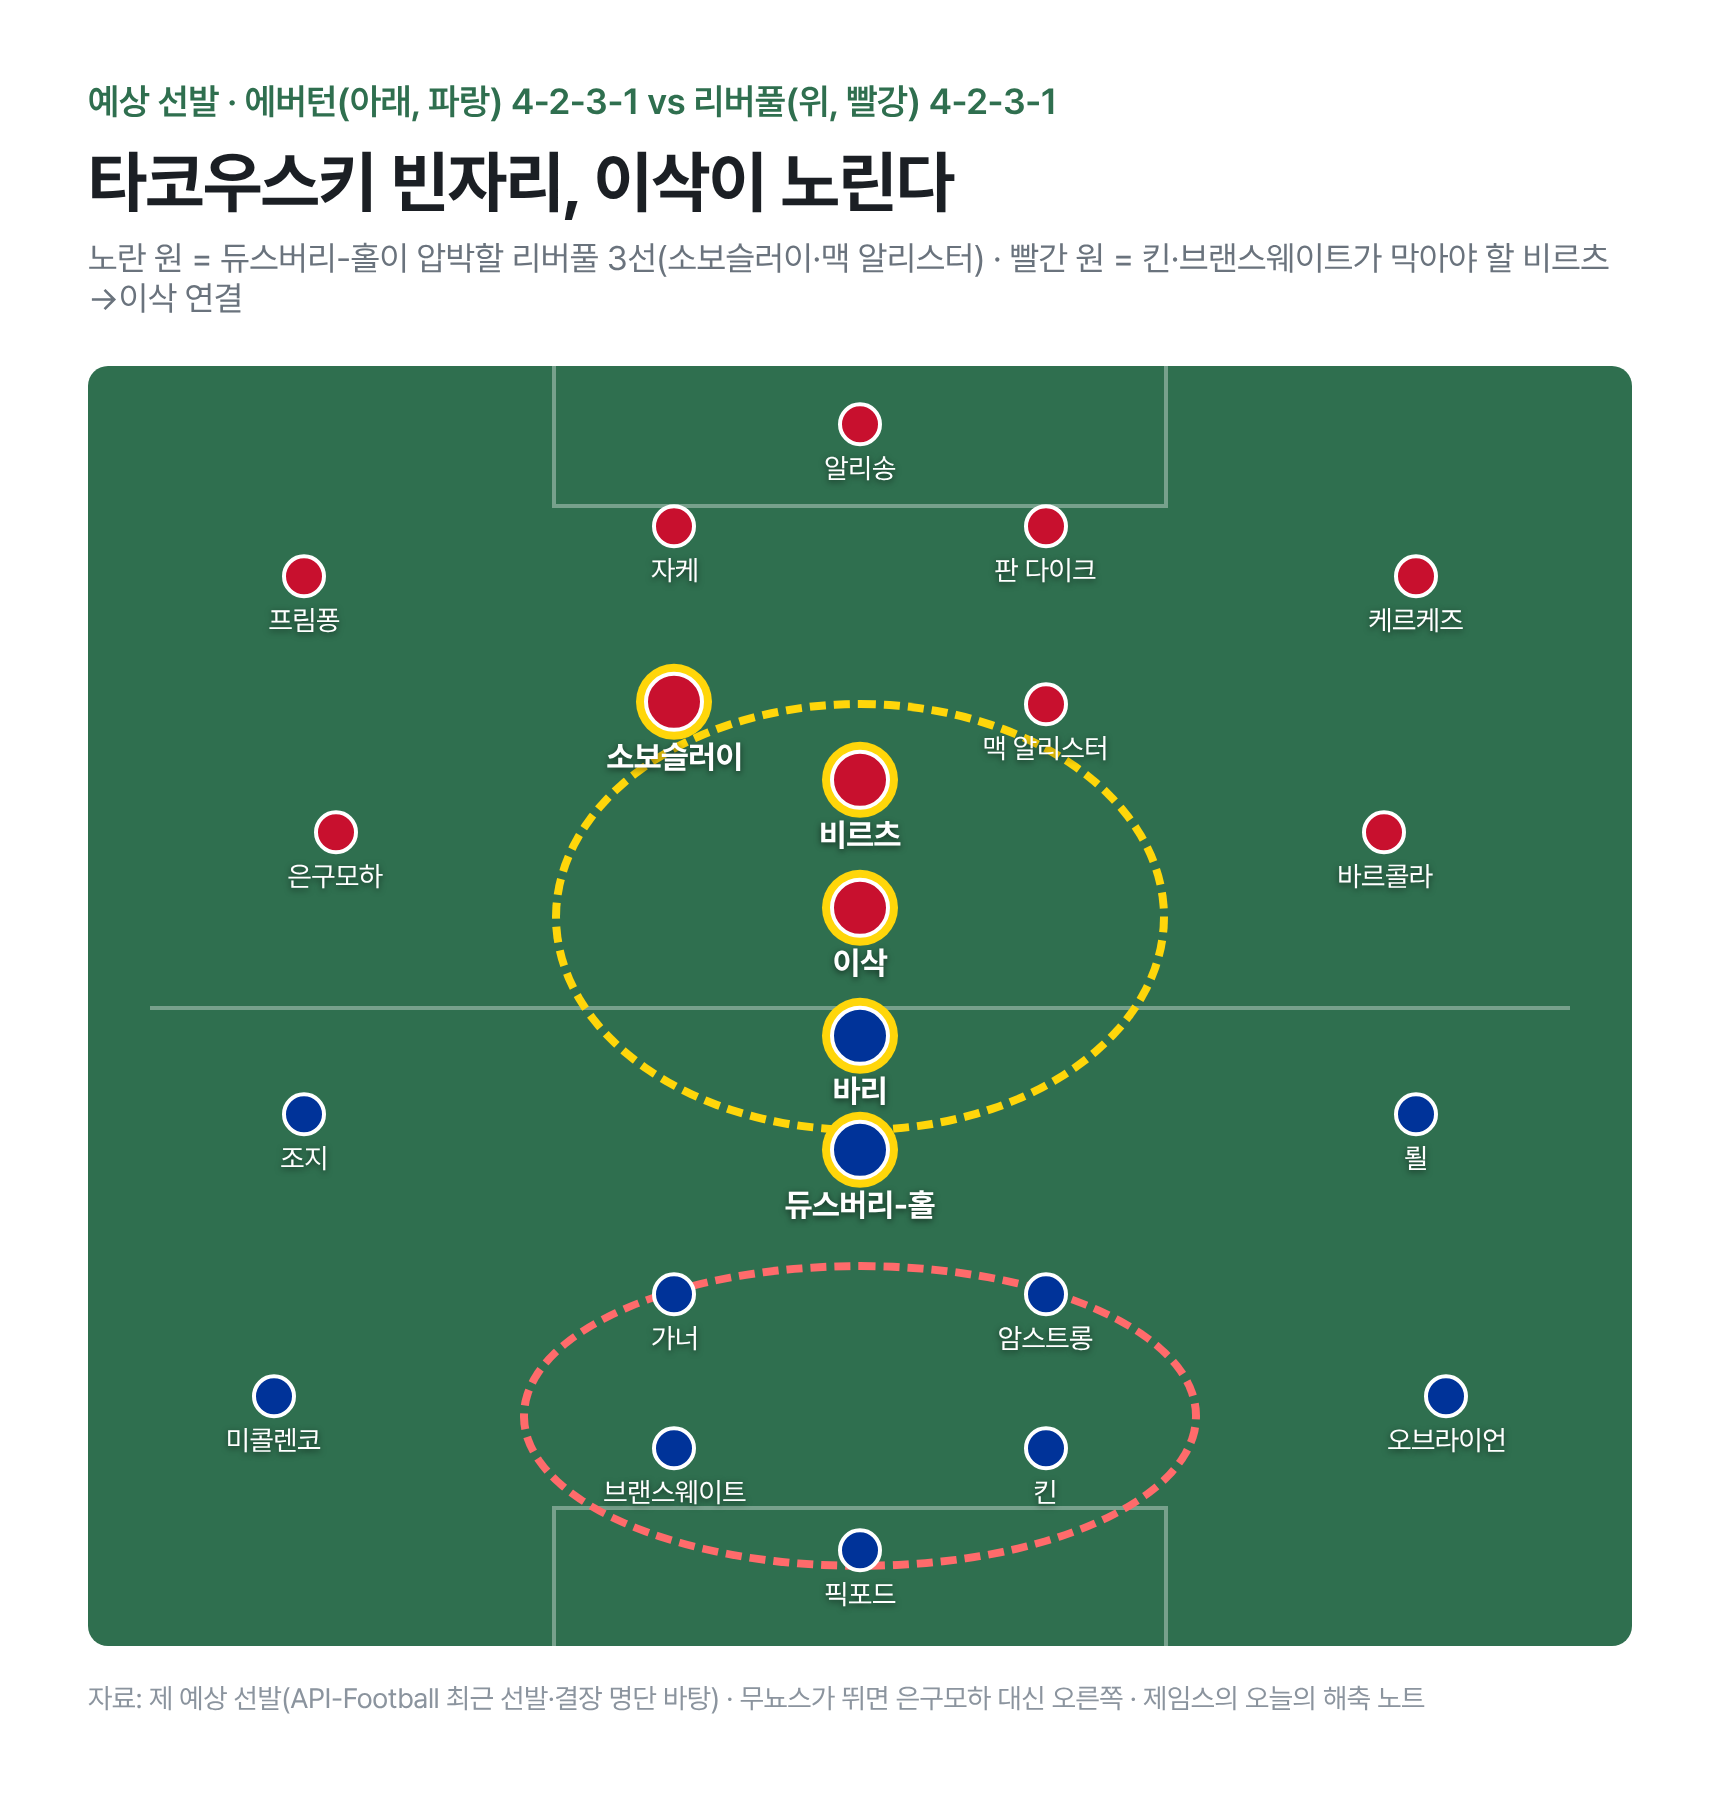 예상 선발 · 에버턴(아래, 파랑) 4-2-3-1 vs 리버풀(위, 빨강) 4-2-3-1
타코우스키 빈자리, 이삭이 노린다
노란 원 = 듀스버리-홀이 압박할 리버풀 3선(소보슬러이·맥 알리스터) · 빨간 원 = 킨·브랜스웨이트가 막아야 할 비르츠
→이삭 연결
알리송
자케
판 다이크
프림퐁
케르케즈
소보슬러이
맥 알리스터
비르츠
은구모하
바르콜라
이삭
바리
조지
룔
듀스버리-홀
가너
암스트롱
미콜렌코
오브라이언
브랜스웨이트
킨
픽포드
자료: 제 예상 선발(API-Football 최근 선발·결장 명단 바탕) · 무뇨스가 뛰면 은구모하 대신 오른쪽 · 제임스의 오늘의 해축 노트